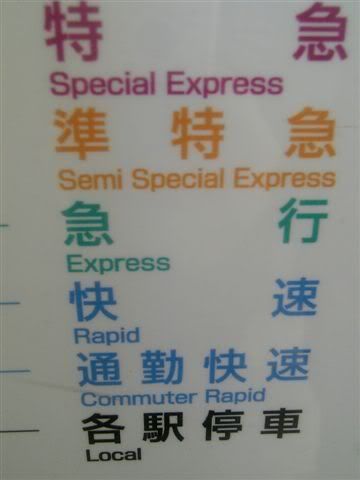 特急
Special Express
準特急
Semi Special Express
急行
Express
快速
Rapid
通勤快速
Commuter Rapid
各駅停車
Local